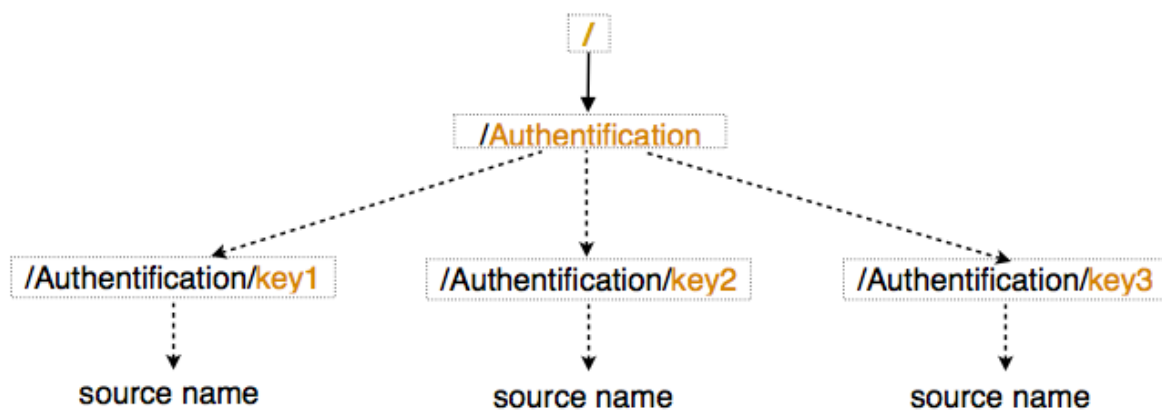 /
/Authentification
/Authentification/key1
/Authentification/key2
/Authentification/key3
source name
source name
source name